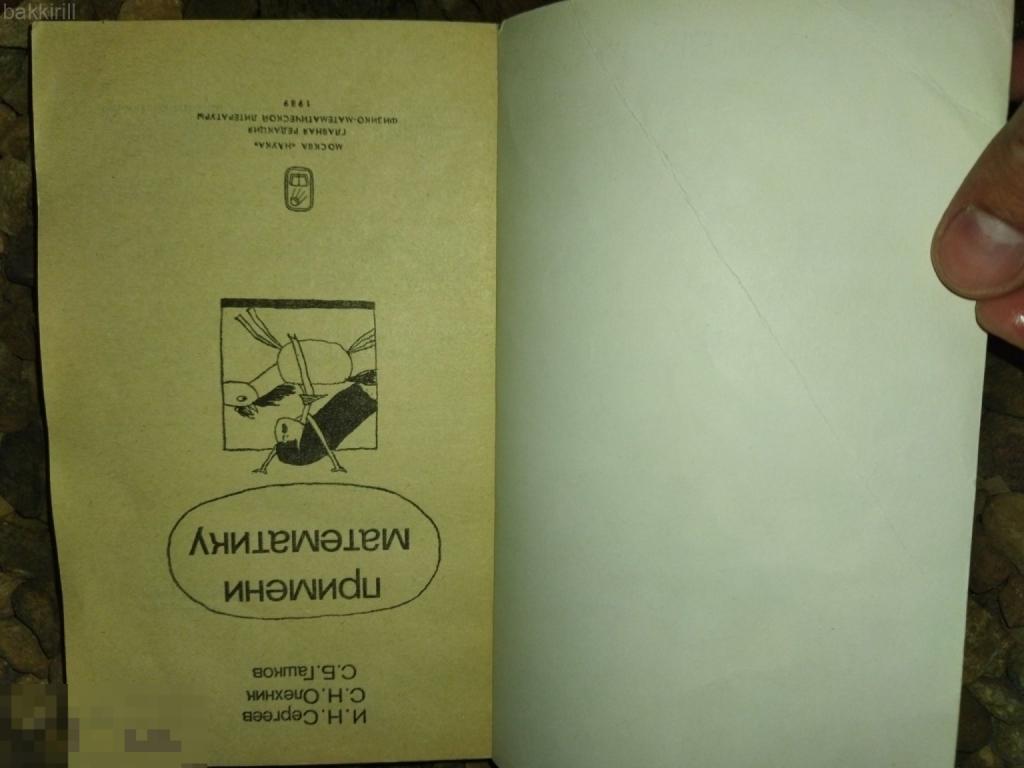 bakkirill
И.Н.Сергеев
С.Н.Олехник
С.Б.Гашков
примени
математику
МОСКВА «НАУКА»
ГЛАВНАЯ РЕДАКЦИЯ
ФИЗИКО-МАТЕМАТИЧЕСКОЙ ЛИТЕРАТУРЫ
1989